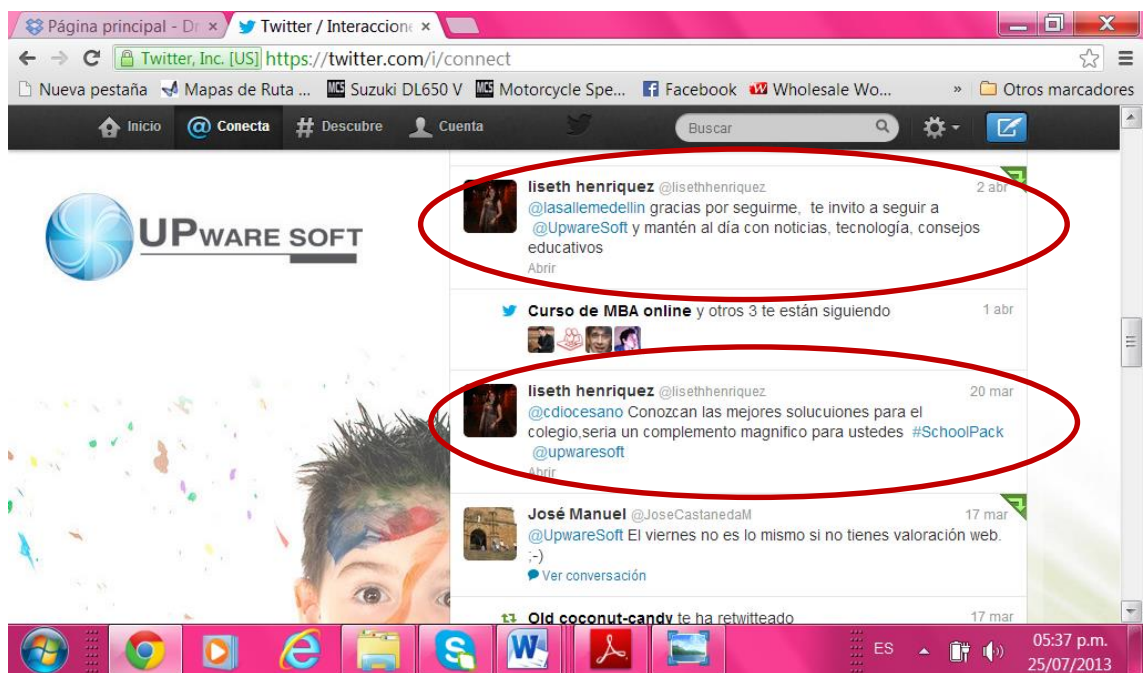 Página principal - Dr
Twitter / Interaccione
Twitter, Inc. [US] https://twitter.com/i/connect
Nueva pestaña Mapas de Ruta ... MCS Suzuki DL650 V MCS Motorcycle Spe... Facebook Wholesale Wo... » Otros marcadores
Inicio @ Conecta # Descubre Cuenta Buscar
UPWARE SOFT
liseth henriquez @lisethhenriquez 2 abr
@lasallemedellin gracias por seguirme, te invito a seguir a
@UpwareSoft y mantén al día con noticias, tecnología, consejos
educativos
Abrir
Curso de MBA online y otros 3 te están siguiendo 1 abr
liseth henriquez @lisethhenriquez 20 mar
@cdiocesano Conozcan las mejores solucuiones para el
colegio,seria un complemento magnifico para ustedes #SchoolPack
@upwaresoft
Abrir
José Manuel @JoseCastanedaM 17 mar
@UpwareSoft El viernes no es lo mismo si no tienes valoración web.
;-)
Ver conversación
Old coconut-candy te ha retwitteado 17 mar
ES 05:37 p.m.
25/07/2013